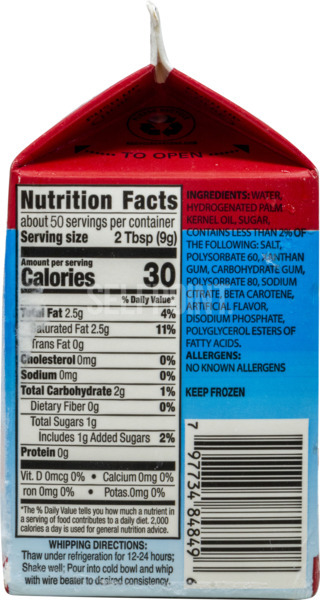 TO OPEN
Nutrition Facts
about 50 servings per container
Serving size 2 Tbsp (9g)
Amount per serving
Calories 30
% Daily Value*
Total Fat 2.5g 4%
aturated Fat 2.5g 11%
Trans Fat 0g
Cholesterol 0mg 0%
Sodium 0mg 0%
Total Carbohydrate 2g 1%
Dietary Fiber 0g 0%
Total Sugars 1g
Includes 1g Added Sugars 2%
Protein 0g
Vit. D 0mcg 0% • Calcium 0mg 0%
ron 0mg 0% • Potas.0mg 0%
*The % Daily Value tells you how much a nutrient in
a serving of food contributes to a daily diet. 2,000
calories a day is used for general nutrition advice.
WHIPPING DIRECTIONS:
Thaw under refrigeration for 12-24 hours;
Shake well; Pour into cold bowl and whip
with wire beater to desired consistency.
INGREDIENTS: WATER,
HYDROGENATED PALM
KERNEL OIL, SUGAR,
CONTAINS LESS THAN 2% OF
THE FOLLOWING: SALT,
POLYSORBATE 60, XANTHAN
GUM, CARBOHYDRATE GUM,
POLYSORBATE 80, SODIUM
CITRATE, BETA CAROTENE,
ARTIFICIAL FLAVOR,
DISODIUM PHOSPHATE,
POLYGLYCEROL ESTERS OF
FATTY ACIDS.
ALLERGENS:
NO KNOWN ALLERGENS
KEEP FROZEN
7 97734 84849 6